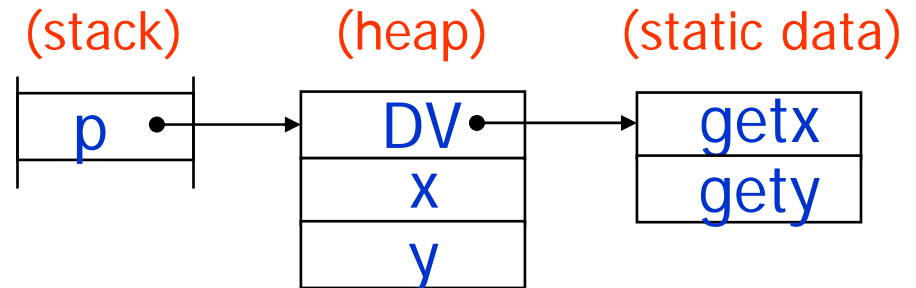 (stack) (heap) (static data)
p DV getx
x gety
y